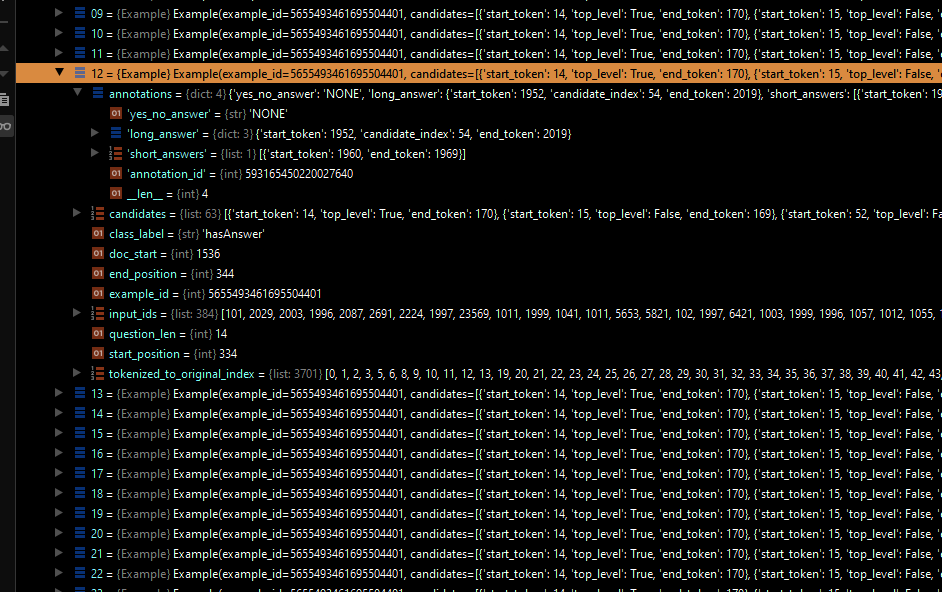 09 = {Example} Example(example_id=5655493461695504401, candidates=[{'start_token': 14, 'top_level': True, 'end_token': 170}, {'start_token': 15, 'top_level': False,
10 = {Example} Example(example_id=5655493461695504401, candidates=[{'start_token': 14, 'top_level': True, 'end_token': 170}, {'start_token': 15, 'top_level': False, 'e
11 = {Example} Example(example_id=5655493461695504401, candidates=[{'start_token': 14, 'top_level': True, 'end_token': 170}, {'start_token': 15, 'top_level': False, 'e
12 = {Example} Example(example_id=5655493461695504401, candidates=[{'start_token': 14, 'top_level': True, 'end_token': 170}, {'start_token': 15, 'top_level': False, 'e
annotations = {dict: 4} {'yes_no_answer': 'NONE', 'long_answer': {'start_token': 1952, 'candidate_index': 54, 'end_token': 2019}, 'short_answers': [{'start_token': 19
'yes_no_answer' = {str} 'NONE'
'long_answer' = {dict: 3} {'start_token': 1952, 'candidate_index': 54, 'end_token': 2019}
'short_answers' = {list: 1} [{'start_token': 1960, 'end_token': 1969}]
'annotation_id' = {int} 593165450220027640
__len__ = {int} 4
candidates = {list: 63} [{'start_token': 14, 'top_level': True, 'end_token': 170}, {'start_token': 15, 'top_level': False, 'end_token': 169}, {'start_token': 52, 'top_level': Fa
class_label = {str} 'hasAnswer'
doc_start = {int} 1536
end_position = {int} 344
example_id = {int} 5655493461695504401
input_ids = {list: 384} [101, 2029, 2003, 1996, 2087, 2691, 2224, 1997, 23569, 1011, 1999, 1041, 1011, 5653, 5821, 102, 1997, 6421, 1003, 1999, 1996, 1057, 1012, 1055, 1
question_len = {int} 14
start_position = {int} 334
tokenized_to_original_index = {list: 3701} [0, 1, 2, 3, 5, 6, 8, 9, 10, 11, 12, 13, 19, 20, 21, 22, 23, 24, 25, 26, 27, 28, 29, 30, 31, 32, 33, 34, 35, 36, 37, 38, 39, 40, 41, 42, 43,
13 = {Example} Example(example_id=5655493461695504401, candidates=[{'start_token': 14, 'top_level': True, 'end_token': 170}, {'start_token': 15, 'top_level': False, 'e
14 = {Example} Example(example_id=5655493461695504401, candidates=[{'start_token': 14, 'top_level': True, 'end_token': 170}, {'start_token': 15, 'top_level': False, 'e
15 = {Example} Example(example_id=5655493461695504401, candidates=[{'start_token': 14, 'top_level': True, 'end_token': 170}, {'start_token': 15, 'top_level': False, 'e
16 = {Example} Example(example_id=5655493461695504401, candidates=[{'start_token': 14, 'top_level': True, 'end_token': 170}, {'start_token': 15, 'top_level': False, 'e
17 = {Example} Example(example_id=5655493461695504401, candidates=[{'start_token': 14, 'top_level': True, 'end_token': 170}, {'start_token': 15, 'top_level': False, 'e
18 = {Example} Example(example_id=5655493461695504401, candidates=[{'start_token': 14, 'top_level': True, 'end_token': 170}, {'start_token': 15, 'top_level': False, 'e
19 = {Example} Example(example_id=5655493461695504401, candidates=[{'start_token': 14, 'top_level': True, 'end_token': 170}, {'start_token': 15, 'top_level': False, 'e
20 = {Example} Example(example_id=5655493461695504401, candidates=[{'start_token': 14, 'top_level': True, 'end_token': 170}, {'start_token': 15, 'top_level': False, 'e
21 = {Example} Example(example_id=5655493461695504401, candidates=[{'start_token': 14, 'top_level': True, 'end_token': 170}, {'start_token': 15, 'top_level': False, 'e
22 = {Example} Example(example_id=5655493461695504401, candidates=[{'start_token': 14, 'top_level': True, 'end_token': 170}, {'start_token': 15, 'top_level': False, 'e